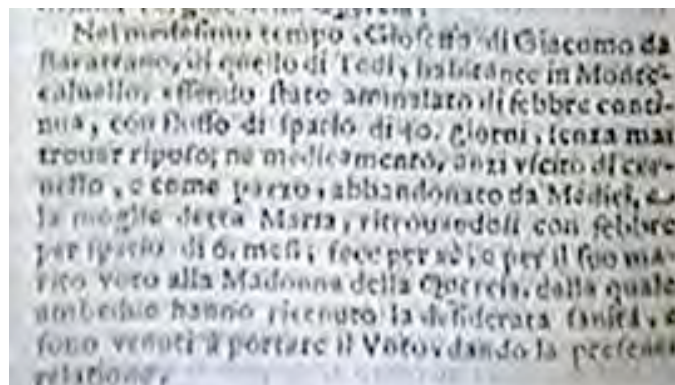 Nel medesimo tempo, Gioseffo di Giacomo da
di quello di Todi, habitante in Monte-
caluello, essendo stato ammalato di febbre conti-
nua, con flusso di spatio di 40. giorni, senza mai
trouar riposo, ne medicamento, anzi vscito di cer-
uello, e come pazzo, abbandonato da Medici, e
la moglie detta Maria, ritrouãdosi con febbre
per spatio di 6. mesi, fece per sè, e per il suo ma-
rito voto alla Madonna della Quercia, dalla quale
ambedue hanno riceuuto la desiderata sanità, e
sono venuti à portare il Voto, dando la presente
relatione.